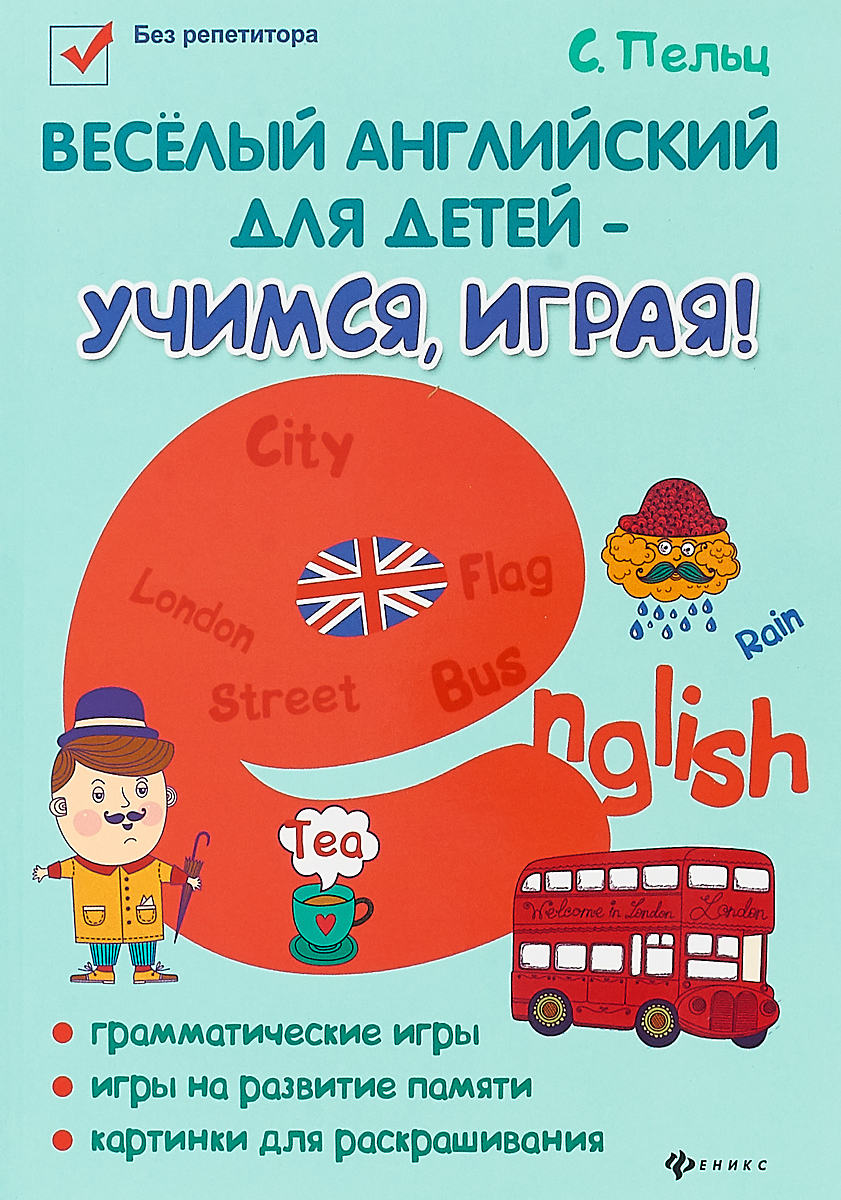 Без репетитора
С. Пельц
ВЕСЁЛЫЙ АНГЛИЙСКИЙ
ДЛЯ ДЕТЕЙ –
УЧИМСЯ, ИГРАЯ!
City
Flag
London
Rain
Bus
Street
English
Tea
Welcome in London
London
грамматические игры
игры на развитие памяти
картинки для раскрашивания
ФЕНИКС